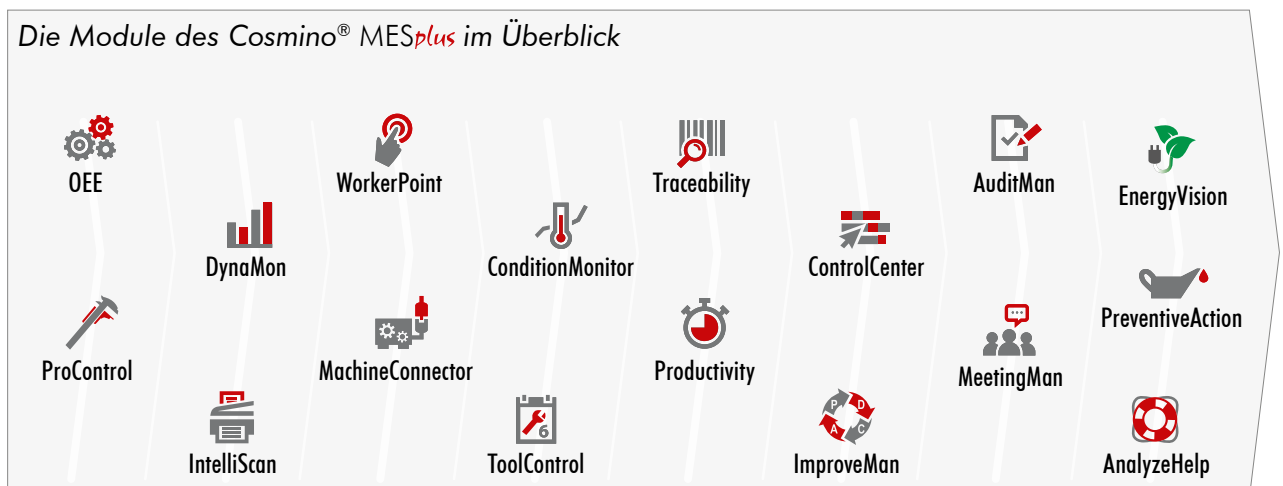 Die Module des Cosmino® MESplus im Überblick
OEE
WorkerPoint
Traceability
AuditMan
EnergyVision
DynaMon
ConditionMonitor
ControlCenter
PreventiveAction
ProControl
MachineConnector
Productivity
MeetingMan
P D
A C
6
IntelliScan
ToolControl
ImproveMan
AnalyzeHelp